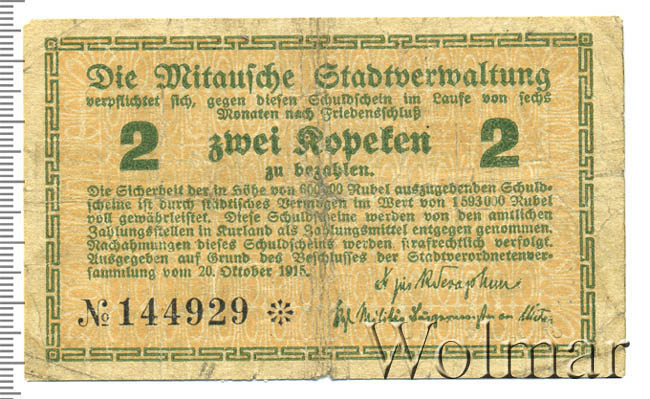 Die Mitausche Stadtverwaltung
verpflichtet sich, gegen diesen Schuldschein im Laufe von sechs
Monaten nach Friedensschluß
2 zwei Kopeken 2
zu bezahlen.
Die Sicherheit der in Höhe von 600000 Rubel auszugebenden Schuld-
scheine ist durch städtisches Vermögen im Wert von 1593000 Rubel
voll gewährleistet. Diese Schuldscheine werden von den amtlichen
Zahlungsstellen in Kurland als Zahlungsmittel entgegen genommen.
Nachahmungen dieses Schuldscheins werden strafrechtlich verfolgt.
Ausgegeben auf Grund des Beschlusses der Stadtverordnetenver-
sammlung vom 20. Oktober 1915.
№ 144929 ❊
Militär Bürgermeister
Wolmar